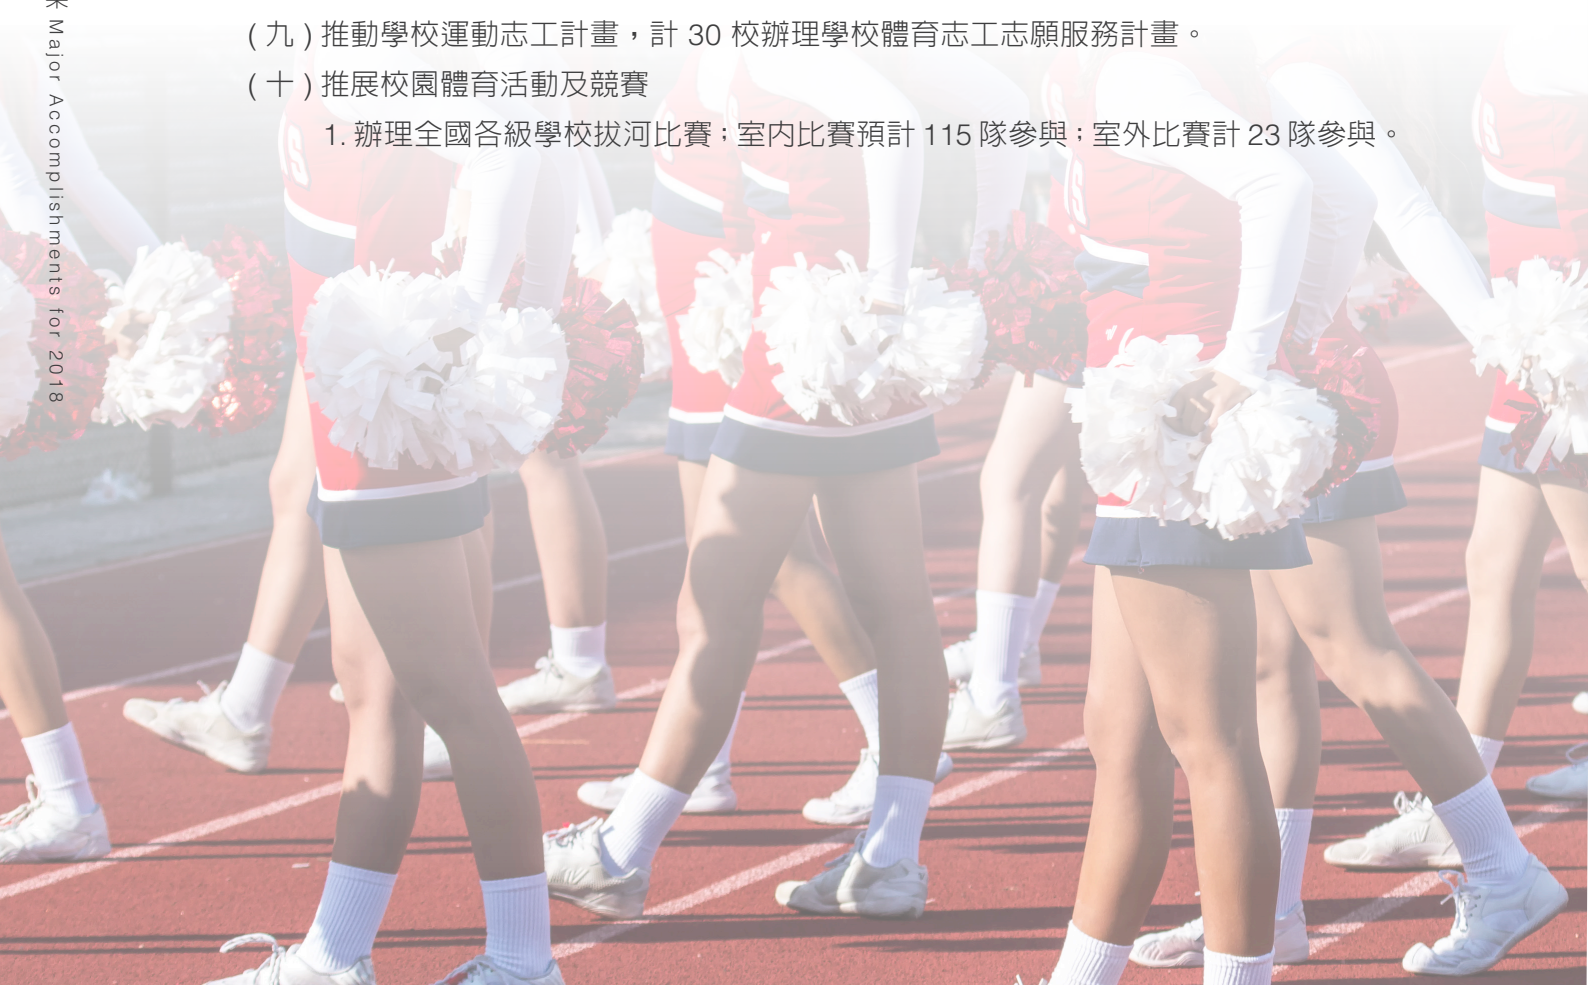 ( 九 ) 推動學校運動志工計畫，計 30 校辦理學校體育志工志願服務計畫。
( 十 ) 推展校園體育活動及競賽
1. 辦理全國各級學校拔河比賽；室內比賽預計 115 隊參與；室外比賽計 23 隊參與。
Major Accomplishments for 2018